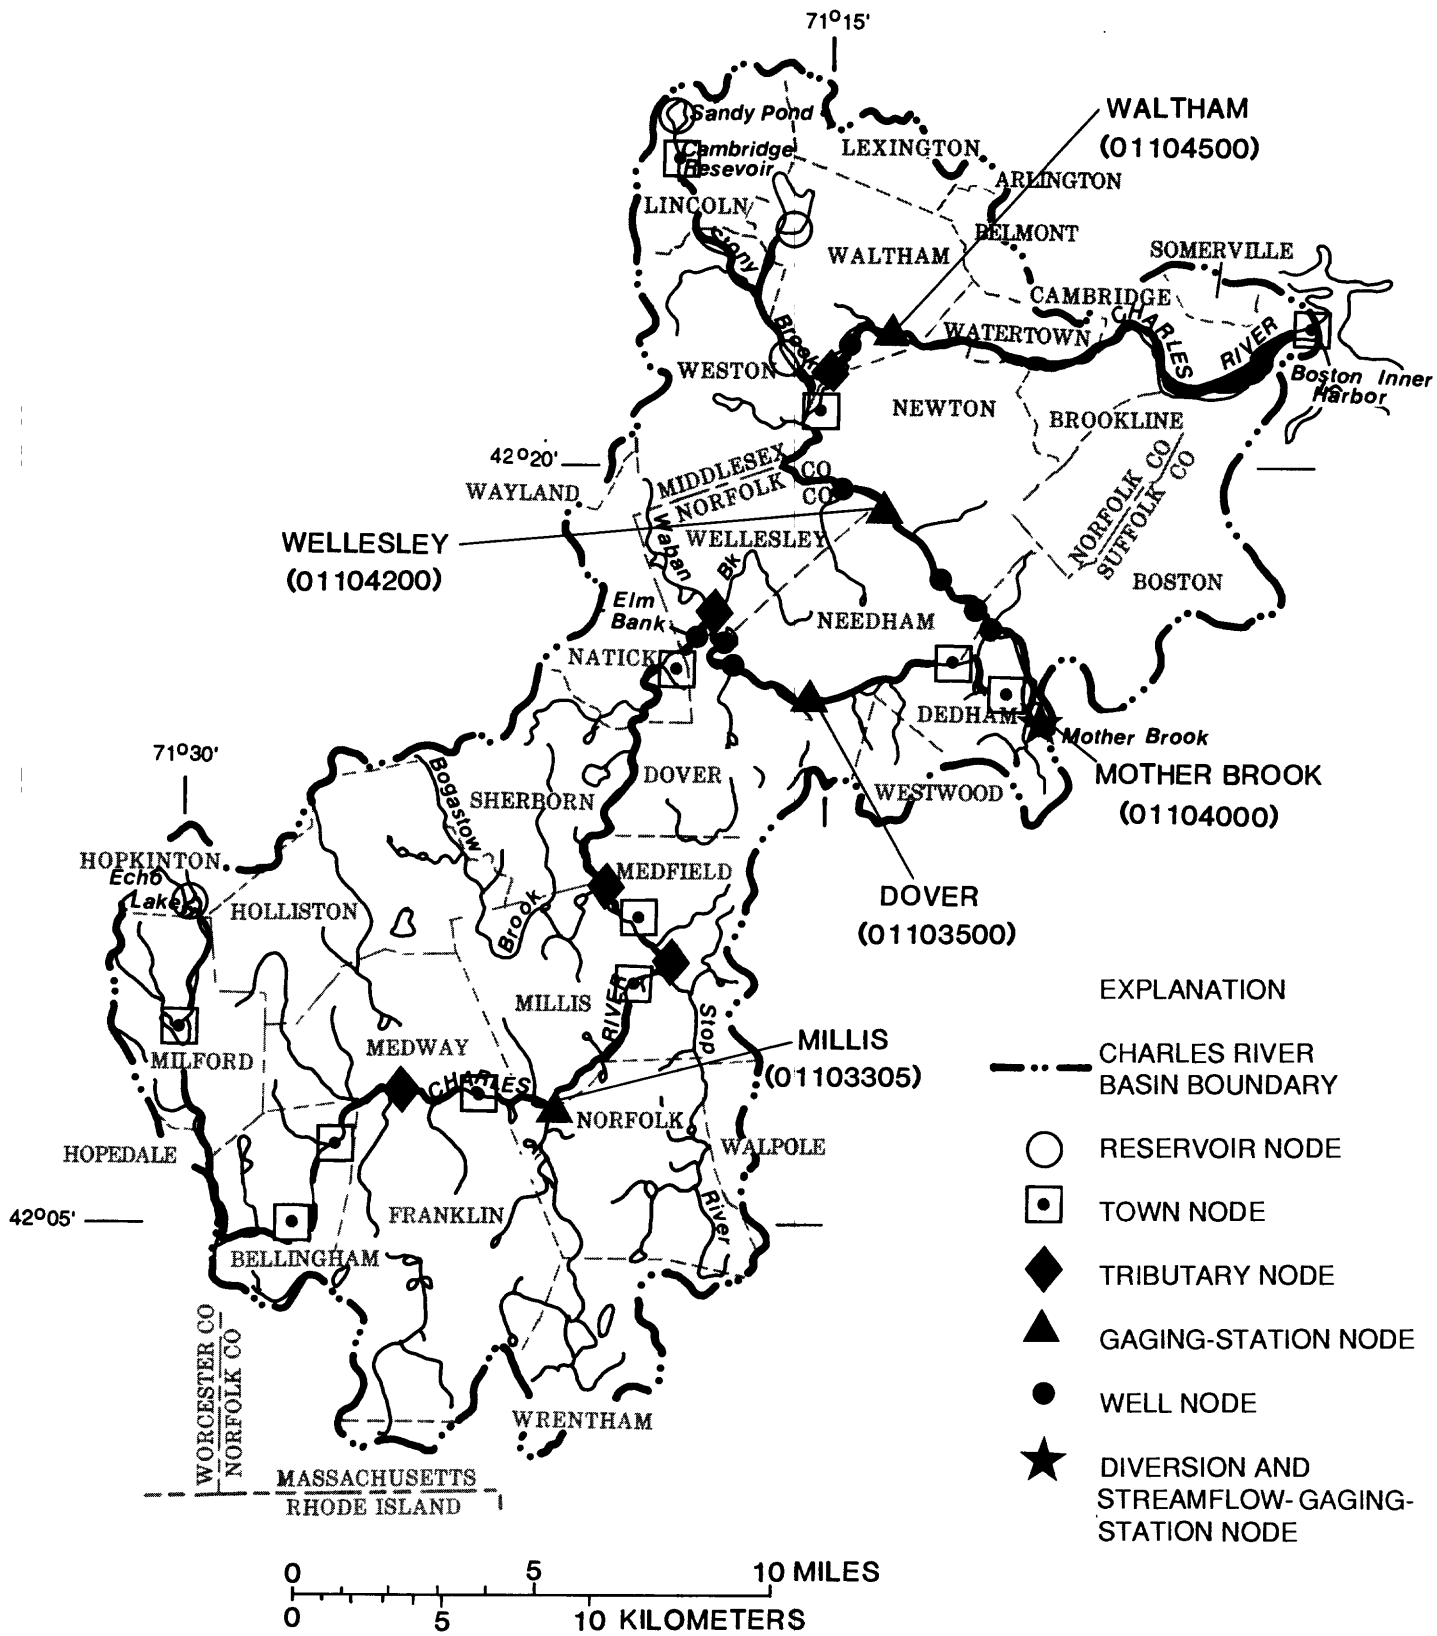 71°15'
WALTHAM
(01104500)
Sandy Pond
Cambridge
Resevoir
LEXINGTON
ARLINGTON
LINCOLN
BELMONT
Stony
Brook
WALTHAM
SOMERVILLE
CAMBRIDGE
CHARLES
RIVER
WATERTOWN
WESTON
Boston Inner
Harbor
NEWTON
BROOKLINE
42°20'
MIDDLESEX CO
NORFOLK CO
WAYLAND
NORFOLK CO
SUFFOLK CO
WELLESLEY
(01104200)
Waban
Bk
WELLESLEY
BOSTON
Elm
Bank
NEEDHAM
NATICK
DEDHAM
Mother Brook
71°30'
DOVER
MOTHER BROOK
(01104000)
Bogastow
Brook
SHERBORN
WESTWOOD
HOPKINTON
Echo
Lake
MEDFIELD
DOVER
(01103500)
HOLLISTON
EXPLANATION
MILLIS
RIVER
Stop
River
MILLIS
(01103305)
CHARLES RIVER
BASIN BOUNDARY
MILFORD
MEDWAY
CHARLES
NORFOLK
WALPOLE
RESERVOIR NODE
HOPEDALE
42°05'
FRANKLIN
TOWN NODE
BELLINGHAM
TRIBUTARY NODE
GAGING-STATION NODE
WORCESTER CO
NORFOLK CO
WELL NODE
WRENTHAM
DIVERSION AND
STREAMFLOW-GAGING-
STATION NODE
MASSACHUSETTS
RHODE ISLAND
0 5 10 MILES
0 5 10 KILOMETERS